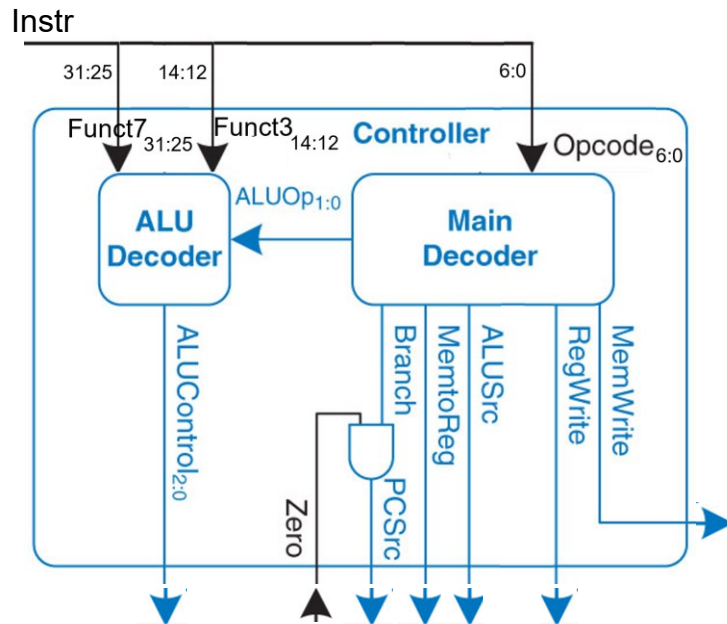 Instr
31:25
14:12
6:0
Funct7
31:25
Funct3
14:12
Controller
Opcode6:0
ALUOp1:0
ALU
Decoder
Main
Decoder
ALUControl2:0
Branch
MemtoReg
ALUSrc
RegWrite
MemWrite
Zero
PCSrc